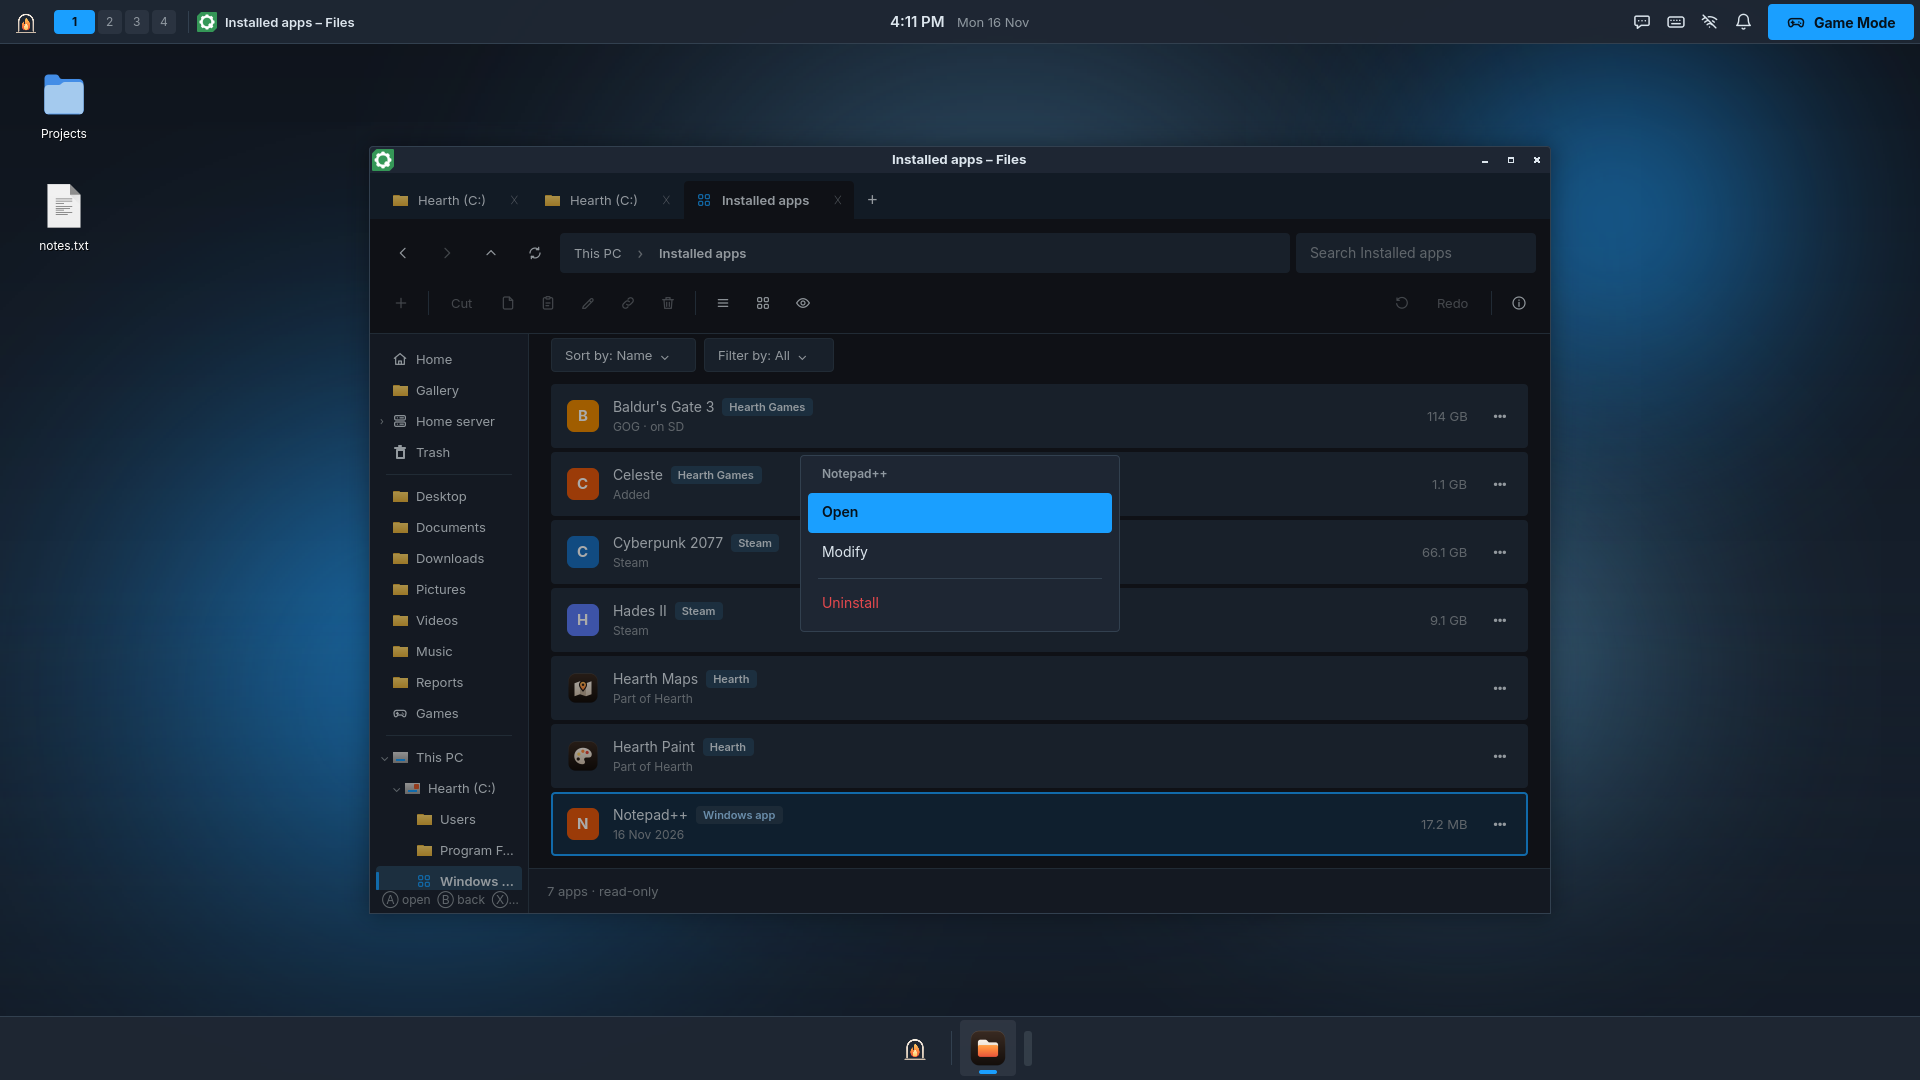 1 2 3 4 Installed apps – Files
4:11 PM Mon 16 Nov
Game Mode
Projects
notes.txt
Installed apps – Files
Hearth (C:) X
Hearth (C:) X
Installed apps X +
This PC › Installed apps
Search Installed apps
Cut
Redo
Home
Gallery
Home server
Trash
Desktop
Documents
Downloads
Pictures
Videos
Music
Reports
Games
This PC
Hearth (C:)
Users
Program F...
Windows ...
A open B back X...
Sort by: Name
Filter by: All
B
Baldur's Gate 3 Hearth Games
GOG · on SD
114 GB
C
Celeste Hearth Games
Added
1.1 GB
C
Cyberpunk 2077 Steam
Steam
66.1 GB
H
Hades II Steam
Steam
9.1 GB
Hearth Maps Hearth
Part of Hearth
Hearth Paint Hearth
Part of Hearth
N
Notepad++ Windows app
16 Nov 2026
17.2 MB
7 apps · read-only
Notepad++
Open
Modify
Uninstall